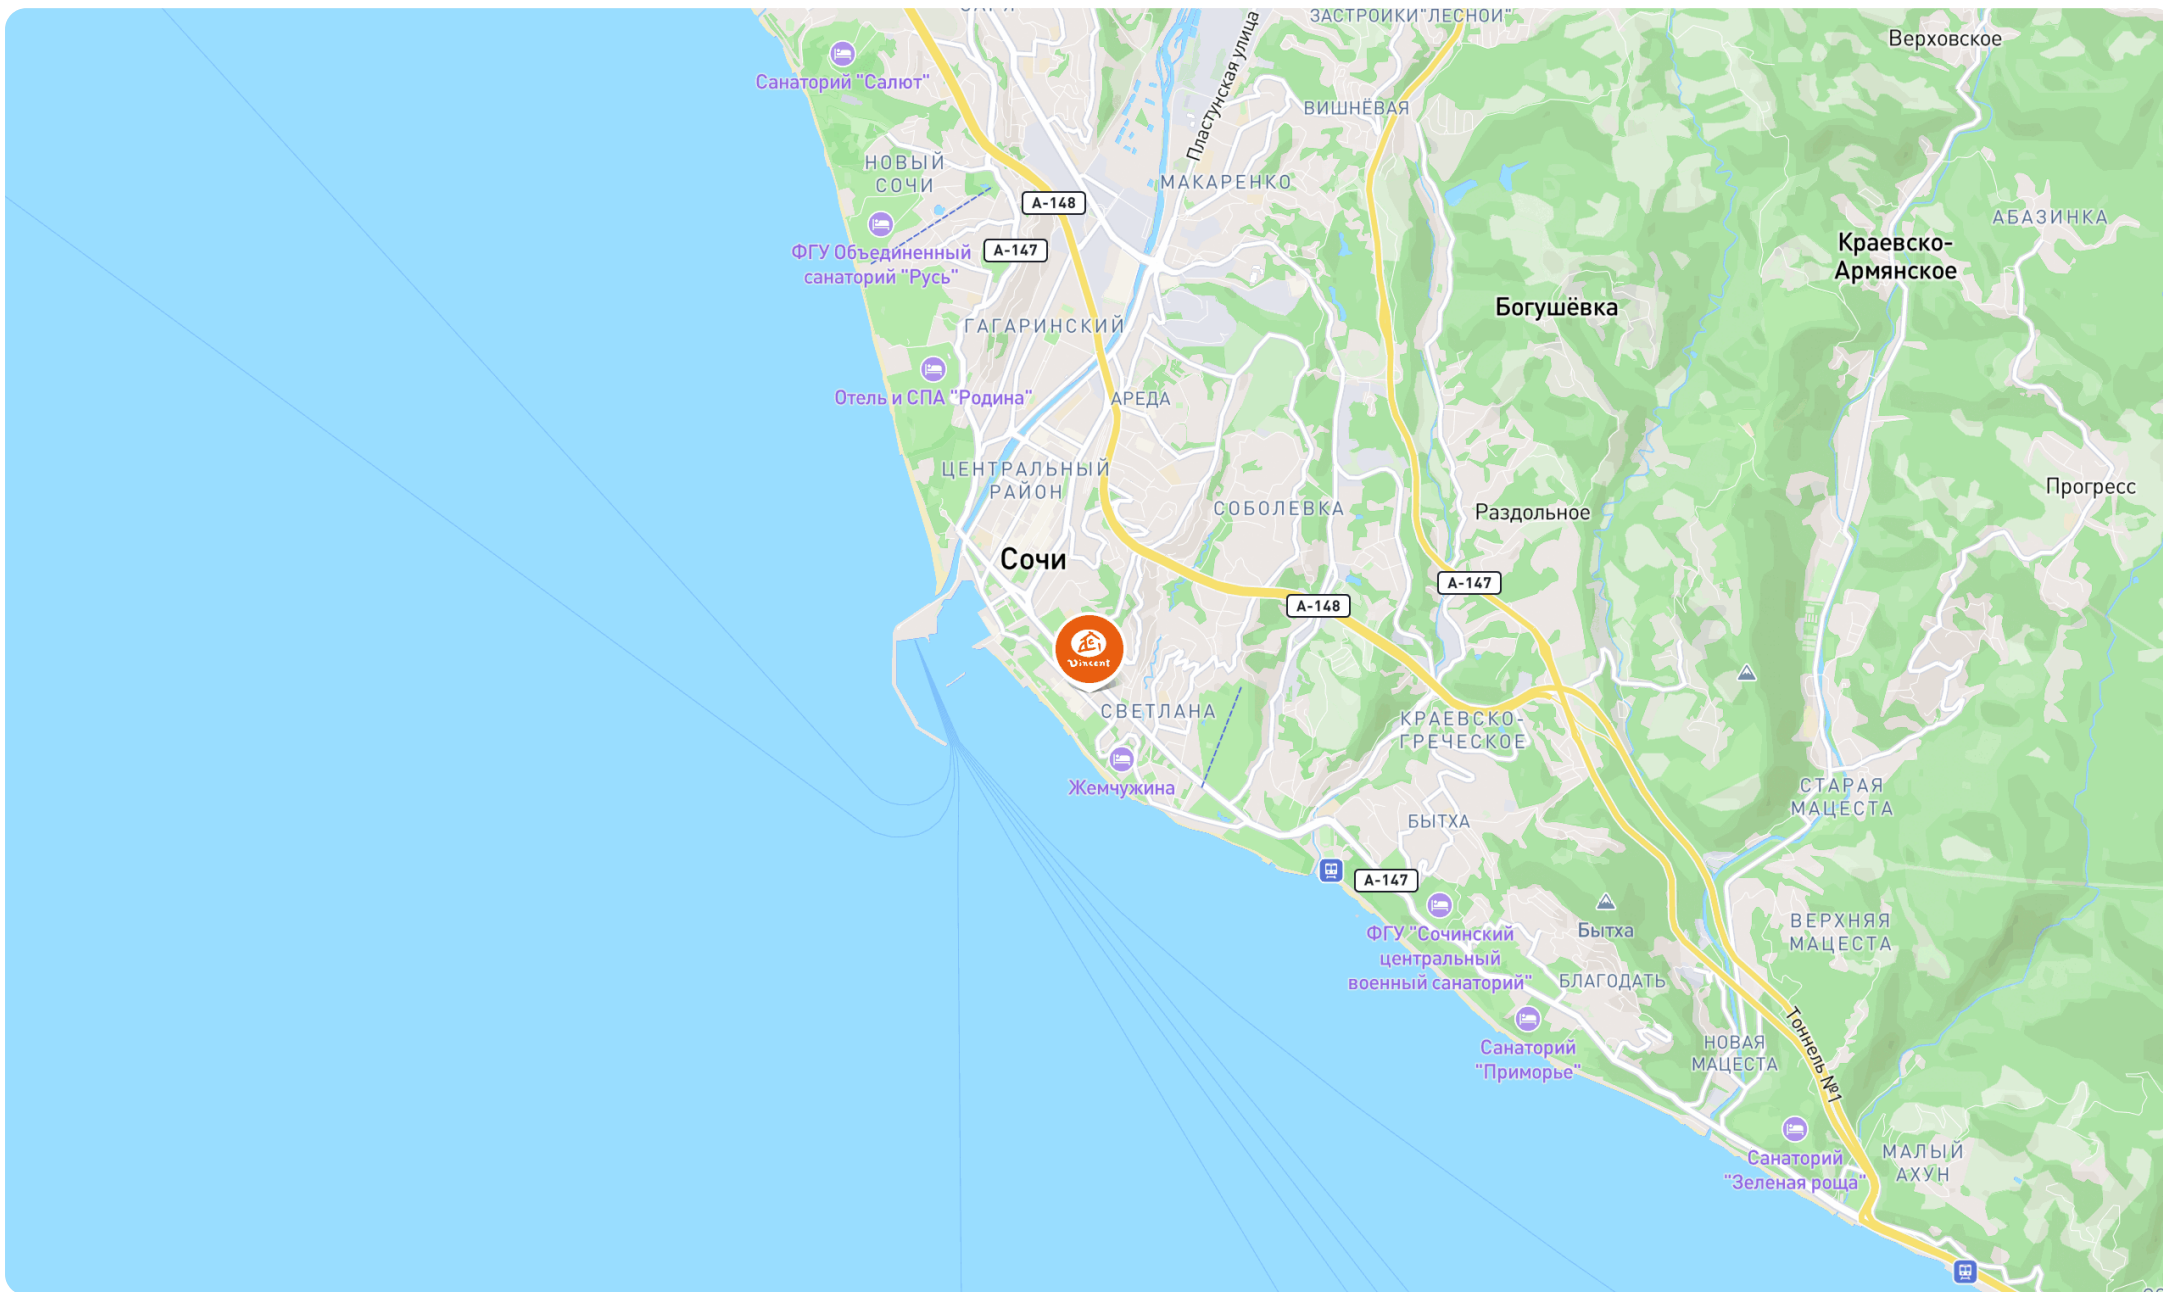 ЗАСТРОЙКИ"ЛЕСНОЙ"
Верховское
Санаторий "Салют"
Пластунская улица
ВИШНЁВАЯ
НОВЫЙ
СОЧИ
МАКАРЕНКО
А-148
АБАЗИНКА
А-147
ФГУ Объединенный
санаторий "Русь"
Краевско-
Армянское
Богушёвка
ГАГАРИНСКИЙ
Отель и СПА "Родина"
АРЕДА
ЦЕНТРАЛЬНЫЙ
РАЙОН
Прогресс
СОБОЛЕВКА
Раздольное
Сочи
А-147
А-148
Vincent
СВЕТЛАНА
КРАЕВСКО-
ГРЕЧЕСКОЕ
Жемчужина
СТАРАЯ
МАЦЕСТА
БЫТХА
А-147
ФГУ "Сочинский
центральный
военный санаторий"
Бытха
ВЕРХНЯЯ
МАЦЕСТА
БЛАГОДАТЬ
Санаторий
"Приморье"
НОВАЯ
МАЦЕСТА
Тоннель №1
Санаторий
"Зеленая роща"
МАЛЫЙ
АХУН